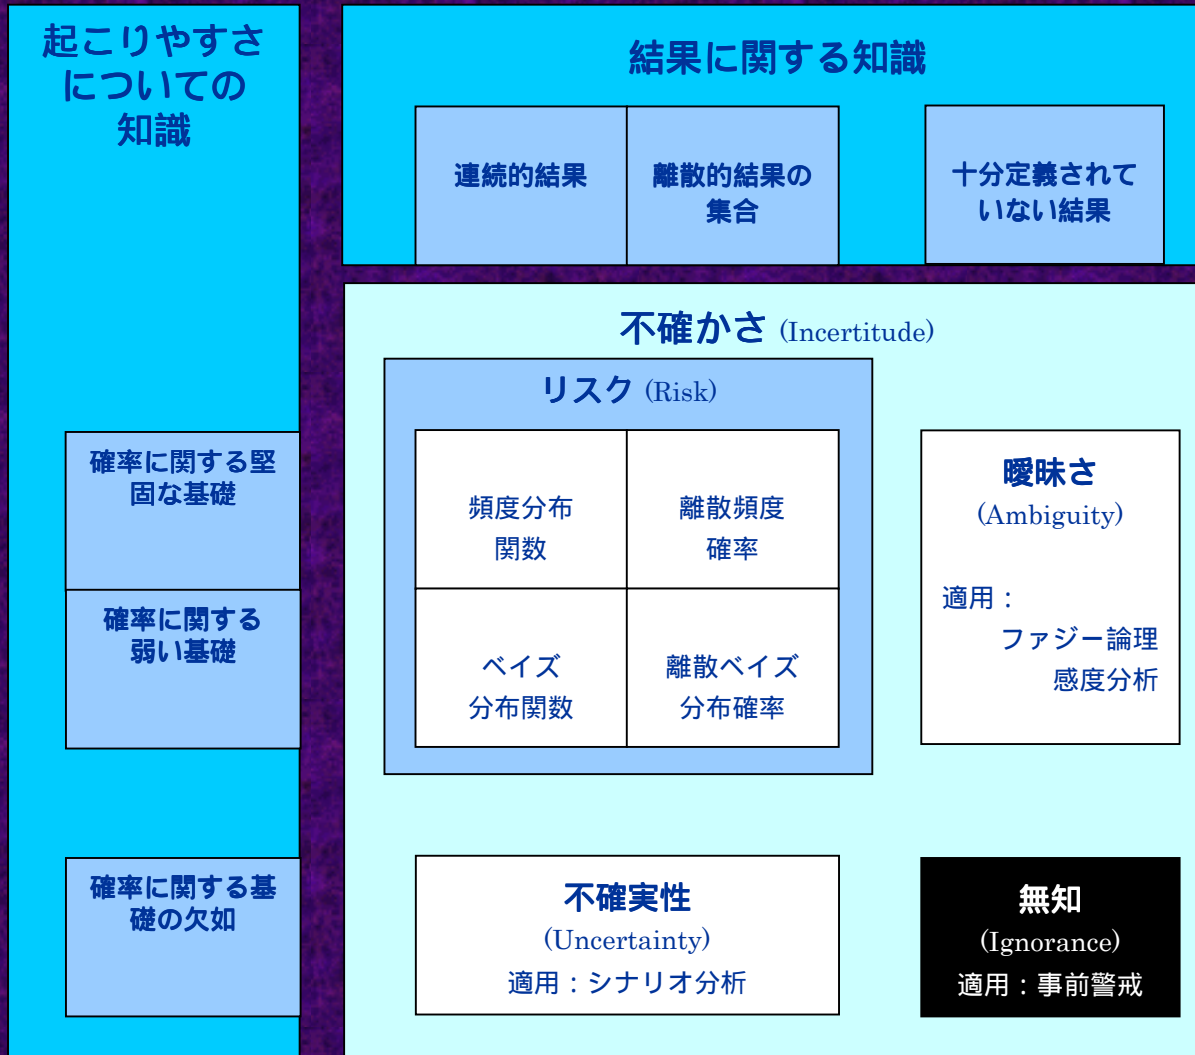 起こりやすさ
についての
知識
結果に関する知識
連続的結果
離散的結果の
集合
十分定義されて
いない結果
不確かさ (Incertitude)
リスク (Risk)
確率に関する堅
固な基礎
頻度分布
関数
離散頻度
確率
曖昧さ
(Ambiguity)
適用：
ファジー論理
感度分析
確率に関する
弱い基礎
ベイズ
分布関数
離散ベイズ
分布確率
確率に関する基
礎の欠如
不確実性
(Uncertainty)
適用：シナリオ分析
無知
(Ignorance)
適用：事前警戒